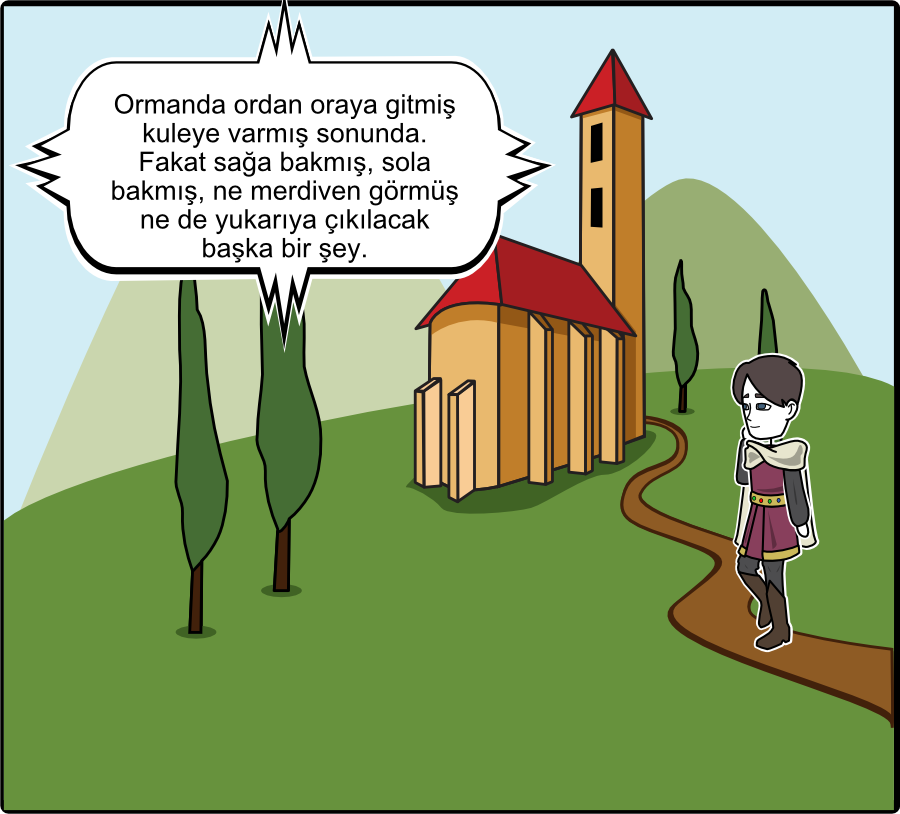 Ormanda ordan oraya gitmiş
kuleye varmış sonunda.
Fakat sağa bakmış, sola
bakmış, ne merdiven görmüş
ne de yukarıya çıkılacak
başka bir şey.